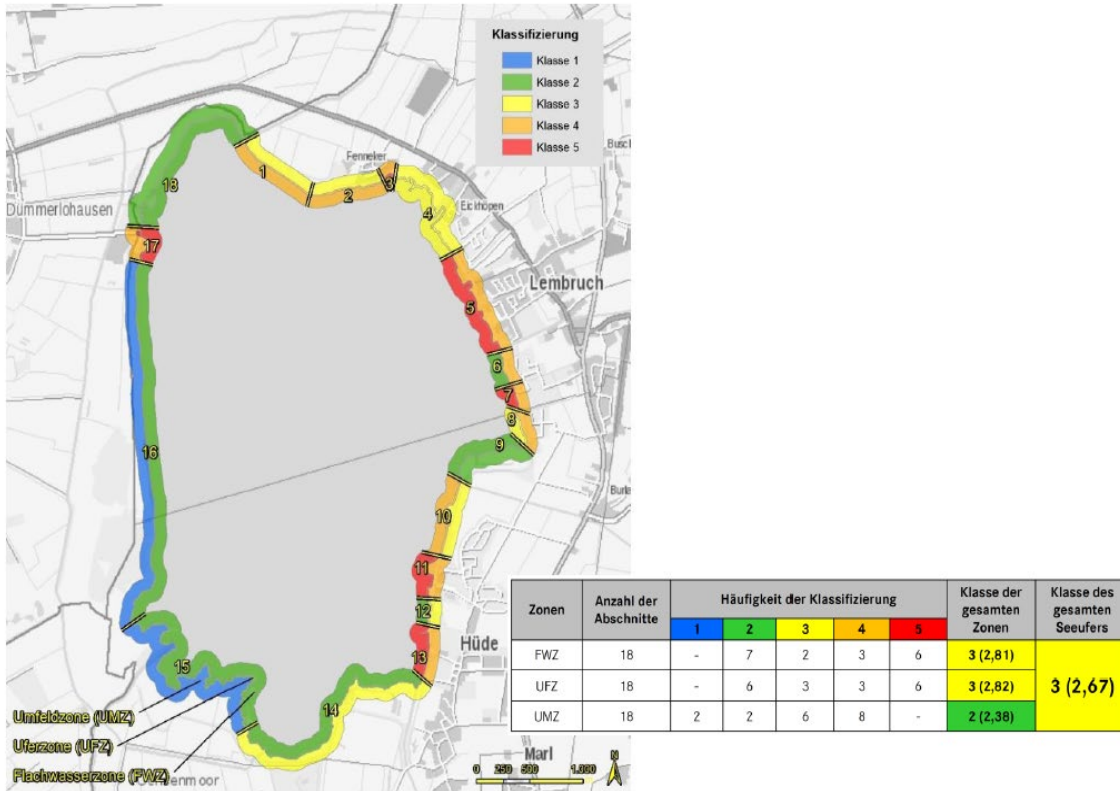 Klassifizierung
Klasse 1
Klasse 2
Klasse 3
Klasse 4
Klasse 5
Fenneker
Eickhöpen
Dümmerlohausen
Lembruch
Hüde
Marl
1
2
3
4
5
6
7
8
9
10
11
12
13
14
15
16
17
18
Umfeldzone (UMZ)
Uferzone (UFZ)
Flachwasserzone (FWZ)
0 250 500 1.000
N
Zonen Anzahl der Abschnitte Häufigkeit der Klassifizierung Klasse der gesamten Zonen Klasse des gesamten Seeufers
1 2 3 4 5
FWZ 18 - 7 2 3 6 3 (2,81) 3 (2,67)
UFZ 18 - 6 3 3 6 3 (2,82)
UMZ 18 2 2 6 8 - 2 (2,38)